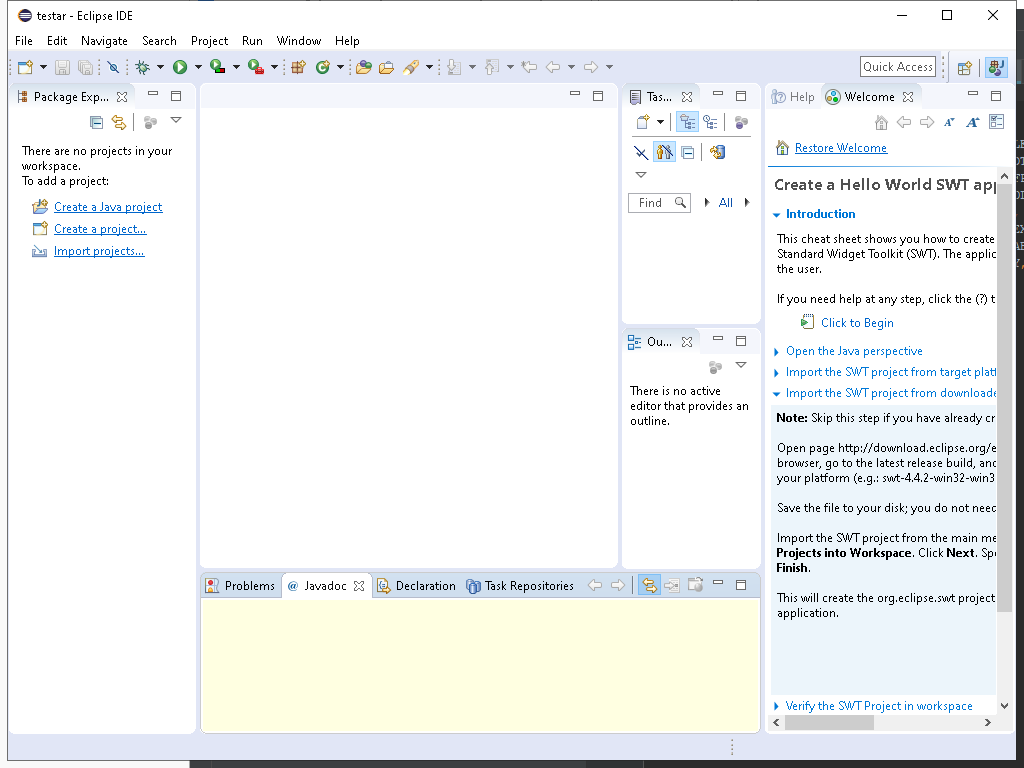 testar - Eclipse IDE
File Edit Navigate Search Project Run Window Help
Quick Access
Package Exp...
There are no projects in your
workspace.
To add a project:
Create a Java project
Create a project...
Import projects...
Tas...
Find
All
Ou...
There is no active
editor that provides an
outline.
Problems
@ Javadoc
Declaration
Task Repositories
Help
Welcome
Restore Welcome
Create a Hello World SWT app
Introduction
This cheat sheet shows you how to create
Standard Widget Toolkit (SWT). The applic
the user.
If you need help at any step, click the (?) t
Click to Begin
Open the Java perspective
Import the SWT project from target platf
Import the SWT project from downloade
Note: Skip this step if you have already cr
Open page http://download.eclipse.org/e
browser, go to the latest release build, and
your platform (e.g.: swt-4.4.2-win32-win3
Save the file to your disk; you do not need
Import the SWT project from the main me
Projects into Workspace. Click Next. Spe
Finish.
This will create the org.eclipse.swt project
application.
Verify the SWT Project in workspace